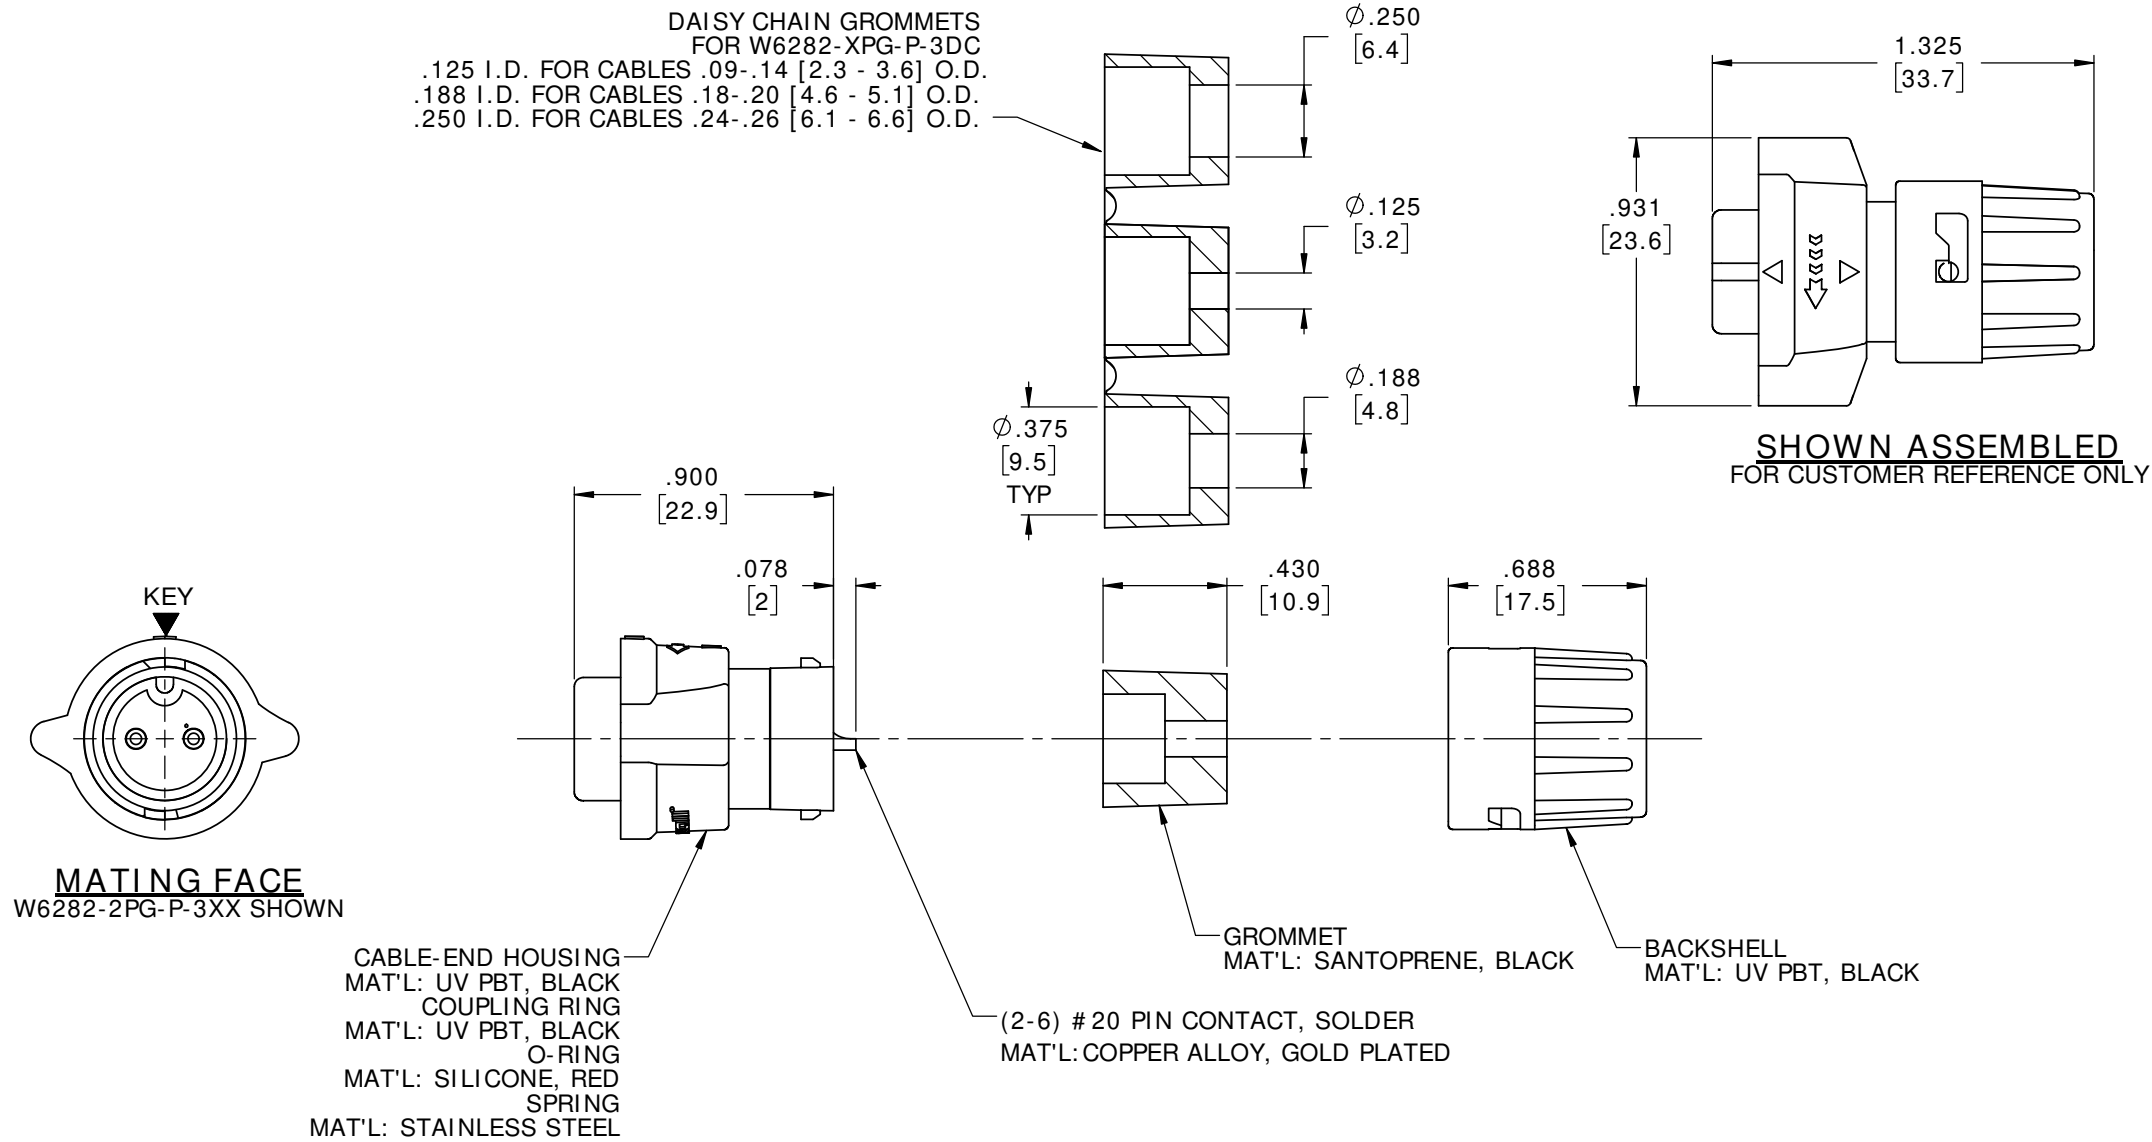 DAISY CHAIN GROMMETS
FOR W6282-XPG-P-3DC
.125 I.D. FOR CABLES .09-.14 [2.3 - 3.6] O.D.
.188 I.D. FOR CABLES .18-.20 [4.6 - 5.1] O.D.
.250 I.D. FOR CABLES .24-.26 [6.1 - 6.6] O.D.
∅.250
[6.4]
∅.125
[3.2]
∅.188
[4.8]
∅.375
[9.5]
TYP
1.325
[33.7]
.931
[23.6]
SHOWN ASSEMBLED
FOR CUSTOMER REFERENCE ONLY
.900
[22.9]
.078
[2]
.430
[10.9]
.688
[17.5]
KEY
MATING FACE
W6282-2PG-P-3XX SHOWN
CABLE-END HOUSING
MAT'L: UV PBT, BLACK
COUPLING RING
MAT'L: UV PBT, BLACK
O-RING
MAT'L: SILICONE, RED
SPRING
MAT'L: STAINLESS STEEL
(2-6) #20 PIN CONTACT, SOLDER
MAT'L: COPPER ALLOY, GOLD PLATED
GROMMET
MAT'L: SANTOPRENE, BLACK
BACKSHELL
MAT'L: UV PBT, BLACK